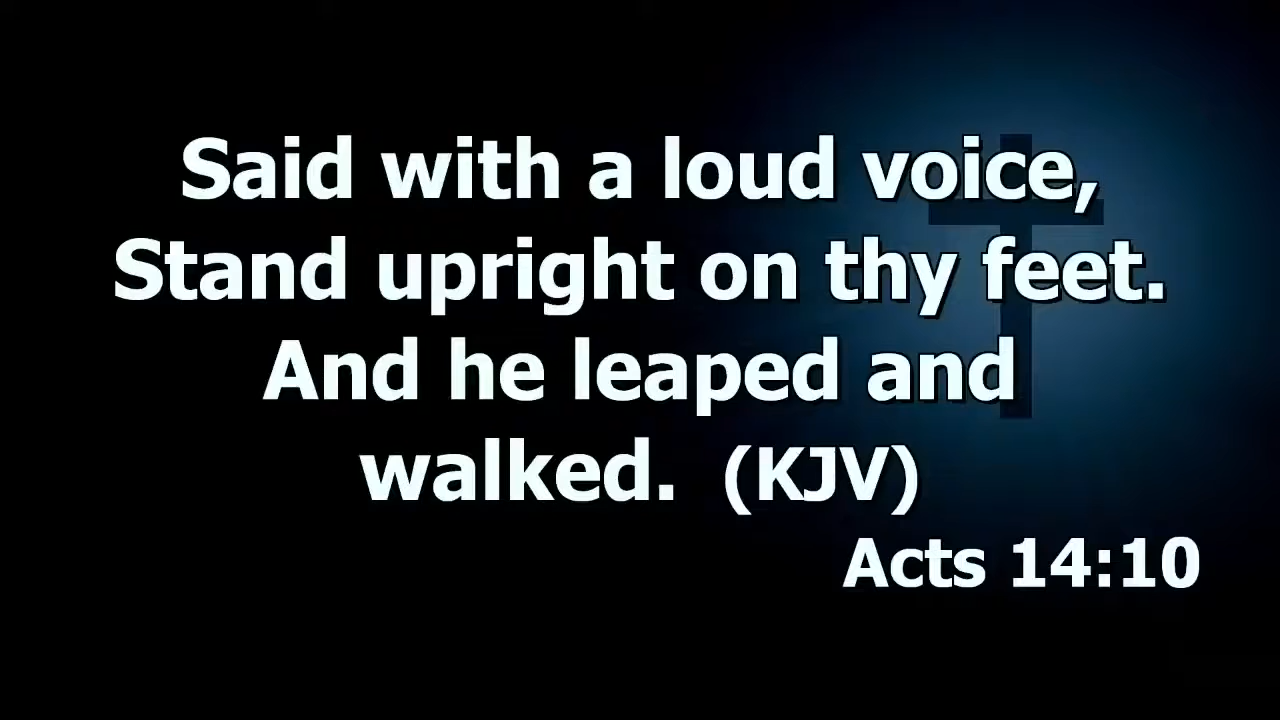 Said with a loud voice,
Stand upright on thy feet.
And he leaped and
walked. (KJV)
Acts 14:10